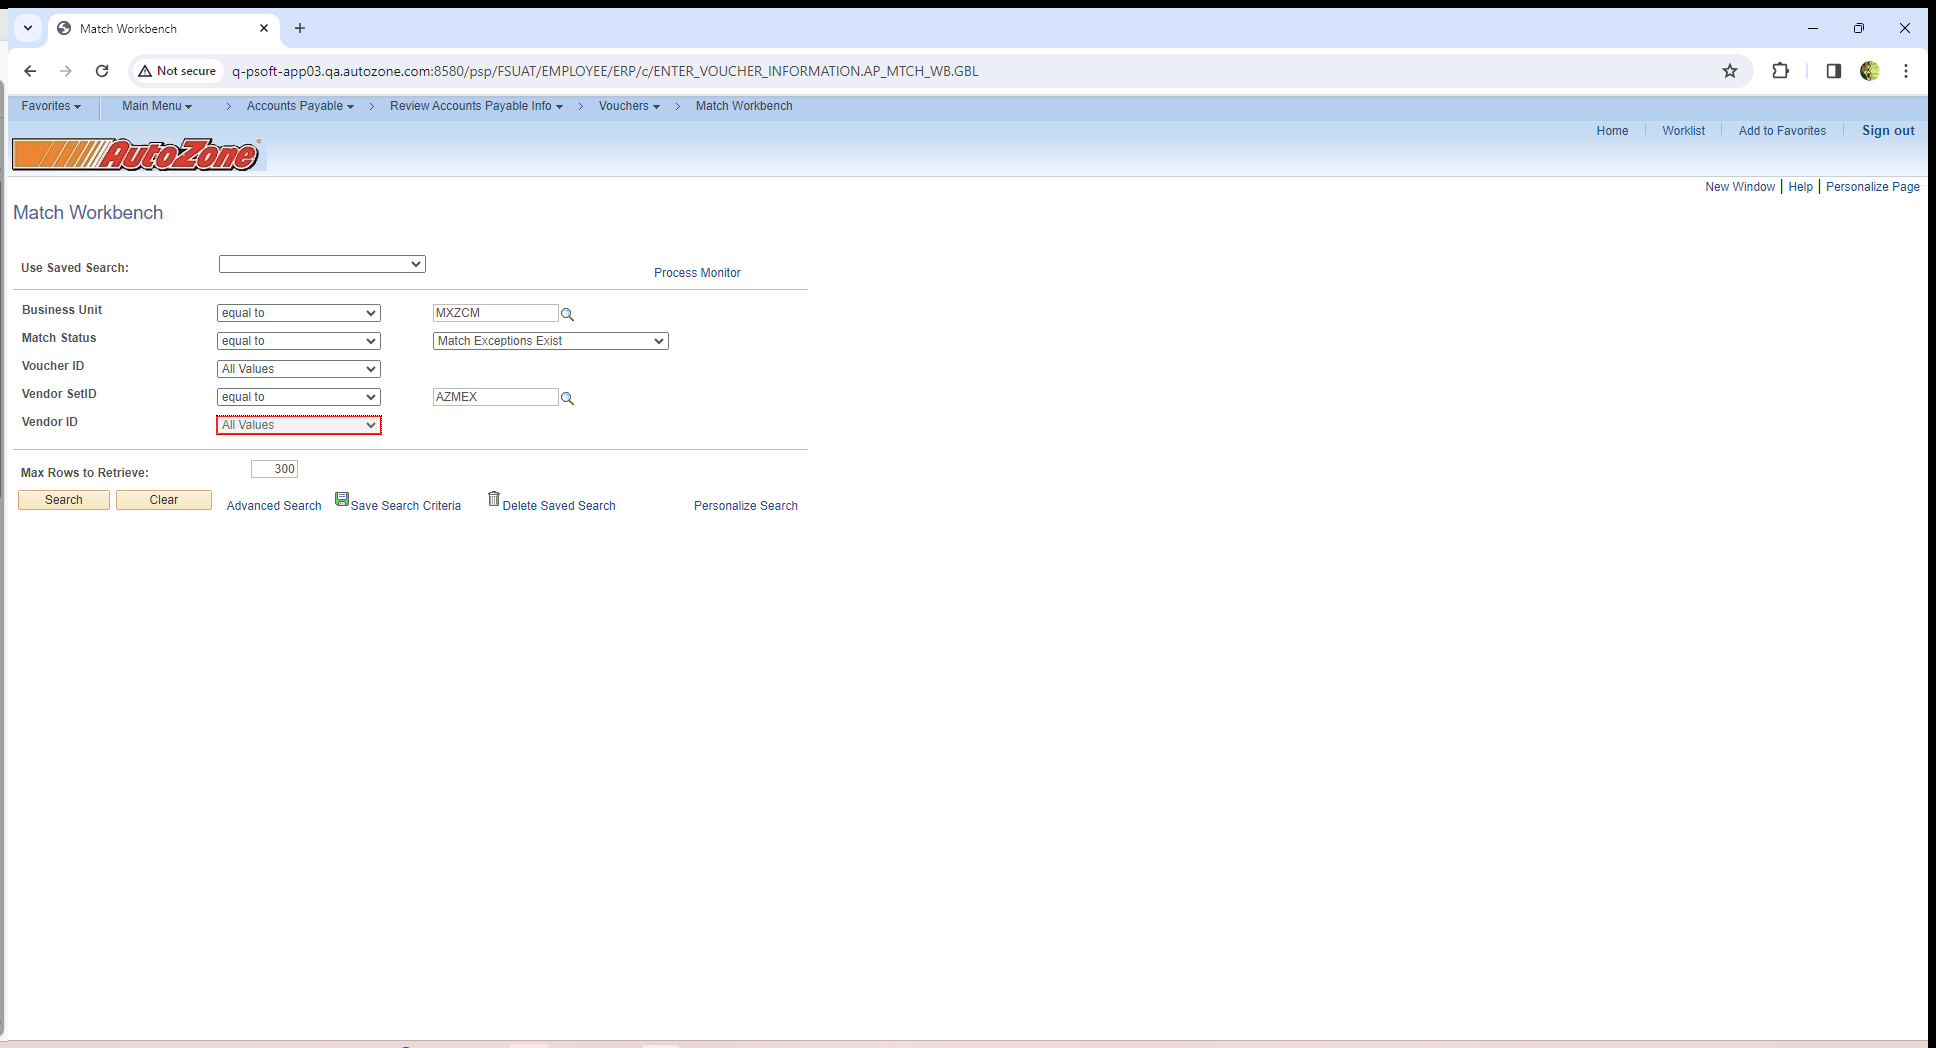 Match Workbench
Not secure q-psoft-app03.qa.autozone.com:8580/psp/FSUAT/EMPLOYEE/ERP/c/ENTER_VOUCHER_INFORMATION.AP_MTCH_WB.GBL
Favorites Main Menu > Accounts Payable > Review Accounts Payable Info > Vouchers > Match Workbench
Home Worklist Add to Favorites Sign out
AutoZone®
New Window | Help | Personalize Page
Match Workbench
Use Saved Search:
Process Monitor
Business Unit equal to MXZCM
Match Status equal to Match Exceptions Exist
Voucher ID All Values
Vendor SetID equal to AZMEX
Vendor ID All Values
Max Rows to Retrieve: 300
Search Clear Advanced Search Save Search Criteria Delete Saved Search Personalize Search